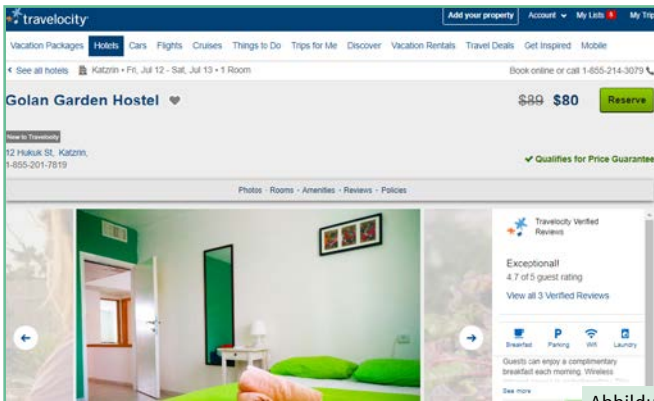 travelocity
Add your property Account My Lists 5 My Trip
Vacation Packages Hotels Cars Flights Cruises Things to Do Trips for Me Discover Vacation Rentals Travel Deals Get Inspired Mobile
See all hotels Katzrin • Fri, Jul 12 - Sat, Jul 13 • 1 Room Book online or call 1-855-214-3079
Golan Garden Hostel $89 $80 Reserve
New to Travelocity
12 Hukuk St, Katzrin,
1-855-201-7819 Qualifies for Price Guarantee
Photos · Rooms · Amenities · Reviews · Policies
Travelocity Verified
Reviews
Exceptional!
4.7 of 5 guest rating
View all 3 Verified Reviews
Breakfast Parking Wifi Laundry
Guests can enjoy a complimentary
breakfast each morning. Wireless
See more
Abbildu